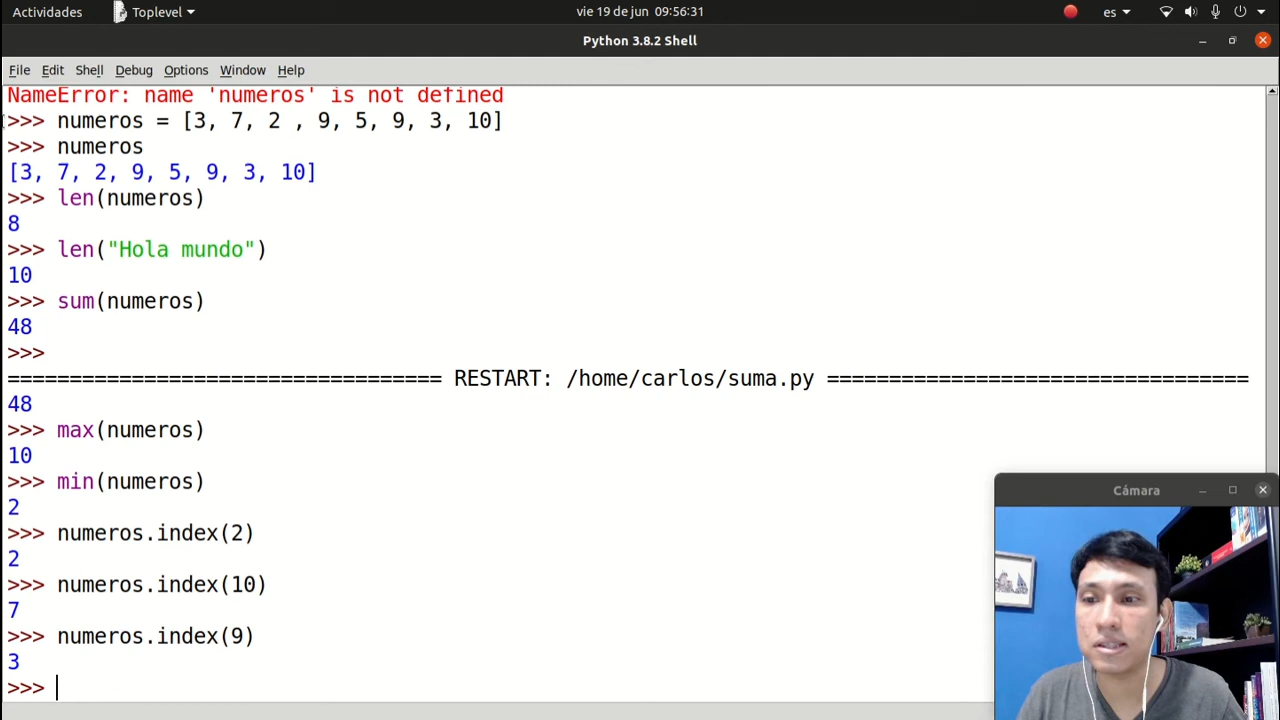 Actividades Toplevel vie 19 de jun 09:56:31 es
Python 3.8.2 Shell
File Edit Shell Debug Options Window Help
NameError: name 'numeros' is not defined
>>> numeros = [3, 7, 2 , 9, 5, 9, 3, 10]
>>> numeros
[3, 7, 2, 9, 5, 9, 3, 10]
>>> len(numeros)
8
>>> len("Hola mundo")
10
>>> sum(numeros)
48
>>>
================================== RESTART: /home/carlos/suma.py ==================================
48
>>> max(numeros)
10
>>> min(numeros)
2
>>> numeros.index(2)
2
>>> numeros.index(10)
7
>>> numeros.index(9)
3
>>>
Cámara